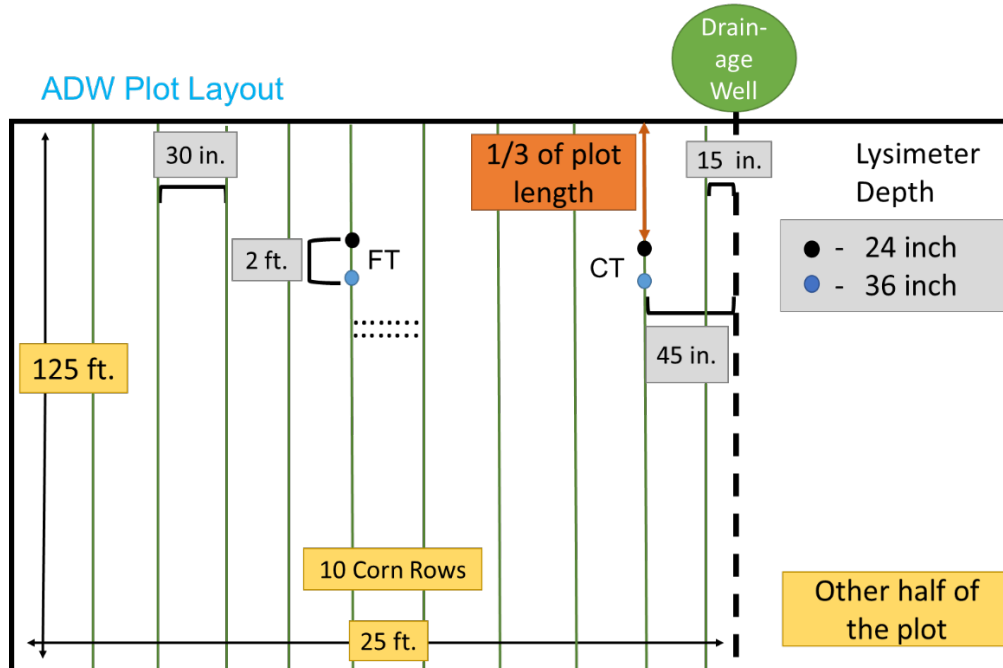 Drain-
age
Well
ADW Plot Layout
30 in.
1/3 of plot
length
15 in.
Lysimeter
Depth
- 24 inch
- 36 inch
2 ft.
FT
CT
45 in.
125 ft.
10 Corn Rows
25 ft.
Other half of
the plot